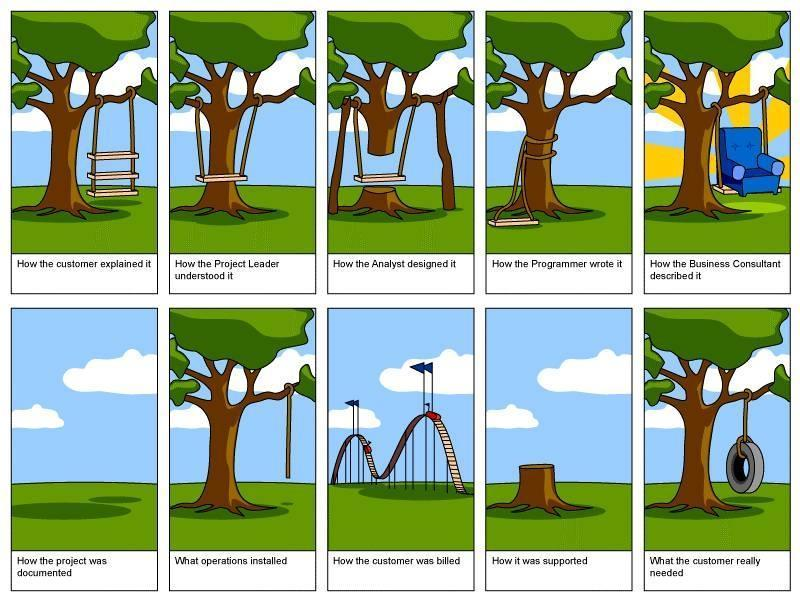 How the customer explained it
How the Project Leader
understood it
How the Analyst designed it
How the Programmer wrote it
How the Business Consultant
described it
How the project was
documented
What operations installed
How the customer was billed
How it was supported
What the customer really
needed